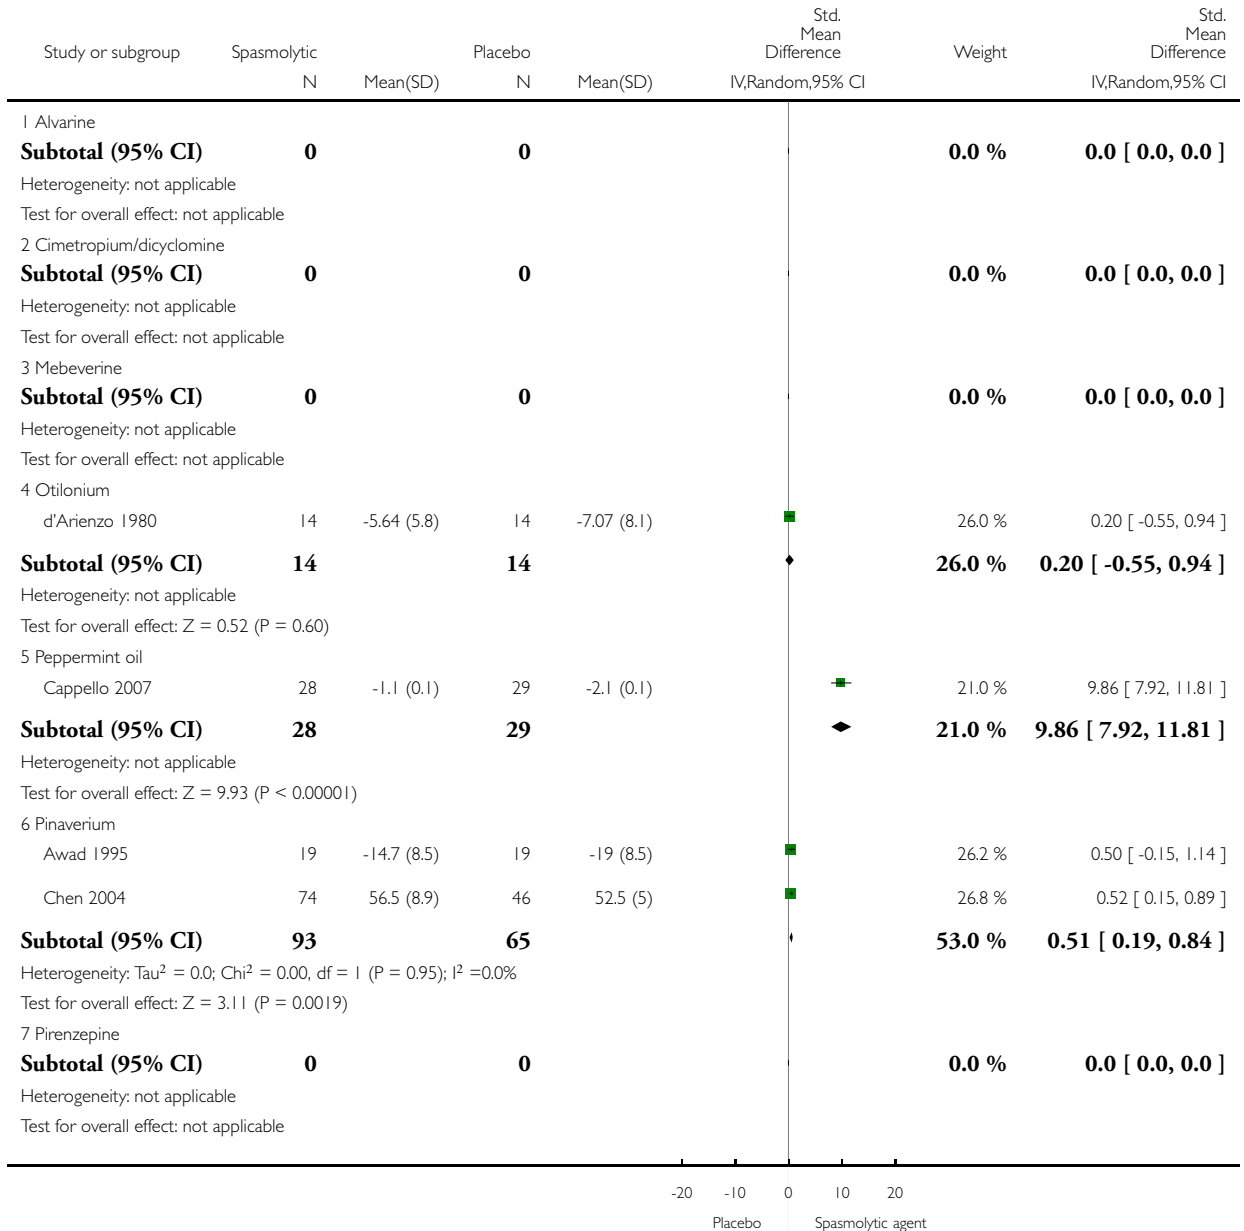 Std.
Mean
Difference
Std.
Mean
Difference
Study or subgroup Spasmolytic Placebo Weight
N Mean(SD) N Mean(SD) IV,Random,95% CI IV,Random,95% CI
1 Alvarine
Subtotal (95% CI) 0 0 0.0 % 0.0 [ 0.0, 0.0 ]
Heterogeneity: not applicable
Test for overall effect: not applicable
2 Cimetropium/dicyclomine
Subtotal (95% CI) 0 0 0.0 % 0.0 [ 0.0, 0.0 ]
Heterogeneity: not applicable
Test for overall effect: not applicable
3 Mebeverine
Subtotal (95% CI) 0 0 0.0 % 0.0 [ 0.0, 0.0 ]
Heterogeneity: not applicable
Test for overall effect: not applicable
4 Otilonium
d'Arienzo 1980 14 -5.64 (5.8) 14 -7.07 (8.1) 26.0 % 0.20 [ -0.55, 0.94 ]
Subtotal (95% CI) 14 14 26.0 % 0.20 [ -0.55, 0.94 ]
Heterogeneity: not applicable
Test for overall effect: Z = 0.52 (P = 0.60)
5 Peppermint oil
Cappello 2007 28 -1.1 (0.1) 29 -2.1 (0.1) 21.0 % 9.86 [ 7.92, 11.81 ]
Subtotal (95% CI) 28 29 21.0 % 9.86 [ 7.92, 11.81 ]
Heterogeneity: not applicable
Test for overall effect: Z = 9.93 (P < 0.00001)
6 Pinaverium
Awad 1995 19 -14.7 (8.5) 19 -19 (8.5) 26.2 % 0.50 [ -0.15, 1.14 ]
Chen 2004 74 56.5 (8.9) 46 52.5 (5) 26.8 % 0.52 [ 0.15, 0.89 ]
Subtotal (95% CI) 93 65 53.0 % 0.51 [ 0.19, 0.84 ]
Heterogeneity: Tau² = 0.0; Chi² = 0.00, df = 1 (P = 0.95); I² =0.0%
Test for overall effect: Z = 3.11 (P = 0.0019)
7 Pirenzepine
Subtotal (95% CI) 0 0 0.0 % 0.0 [ 0.0, 0.0 ]
Heterogeneity: not applicable
Test for overall effect: not applicable
-20 -10 0 10 20
Placebo Spasmolytic agent